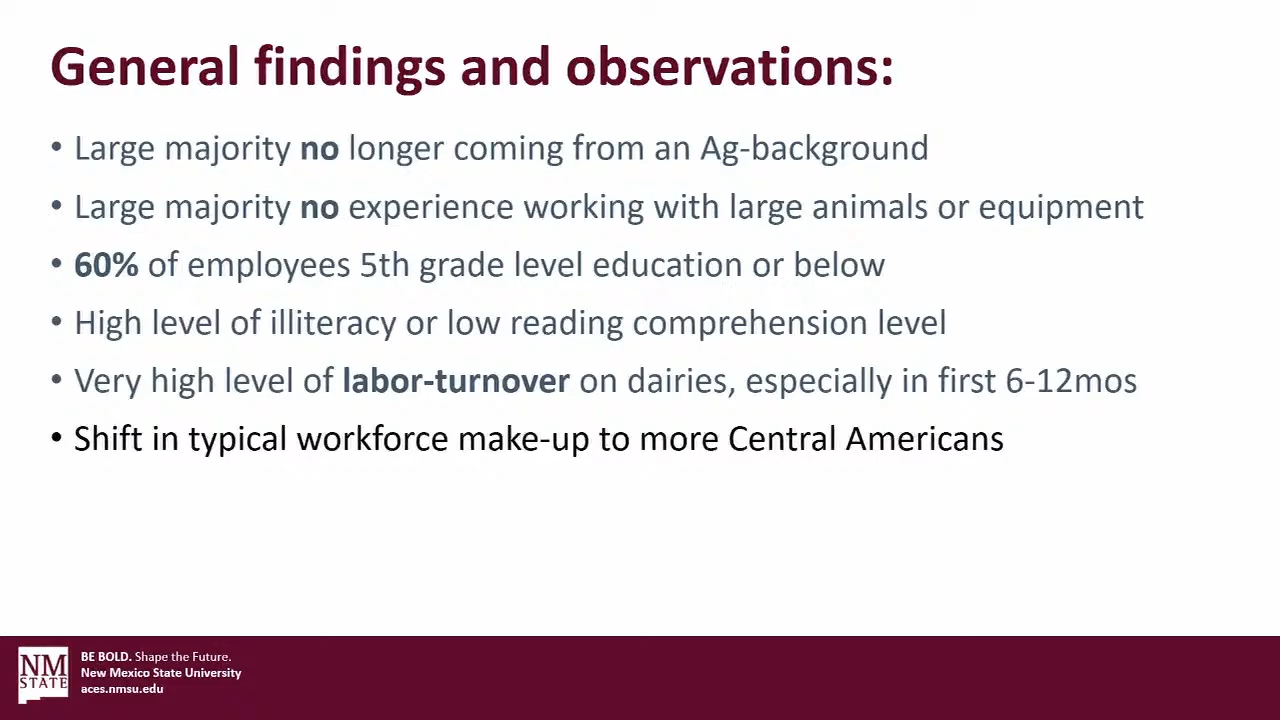 General findings and observations:
• Large majority no longer coming from an Ag-background
• Large majority no experience working with large animals or equipment
• 60% of employees 5th grade level education or below
• High level of illiteracy or low reading comprehension level
• Very high level of labor-turnover on dairies, especially in first 6-12mos
• Shift in typical workforce make-up to more Central Americans
NM
STATE
BE BOLD. Shape the Future.
New Mexico State University
aces.nmsu.edu